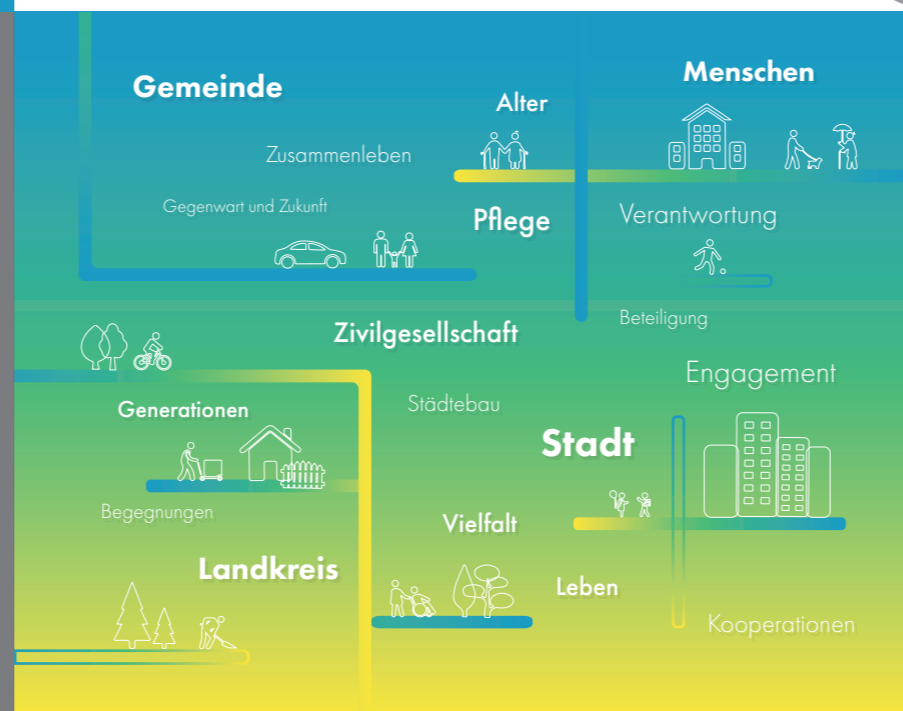 Menschen
Gemeinde
Alter
Zusammenleben
Gegenwart und Zukunft
Pflege
Verantwortung
Beteiligung
Zivilgesellschaft
Engagement
Generationen
Städtebau
Stadt
Begegnungen
Vielfalt
Landkreis
Leben
Kooperationen